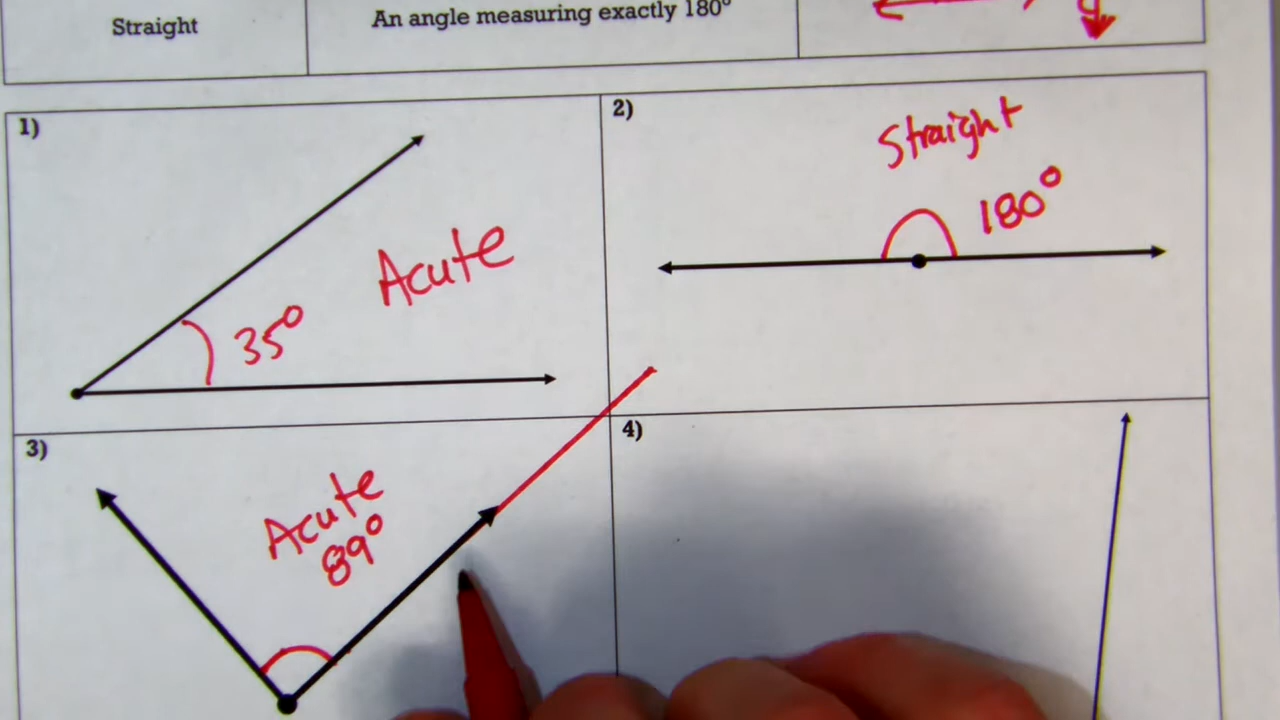 Straight
An angle measuring exactly 180°
1)
35°
Acute
2)
Straight
180°
3)
Acute
89°
4)